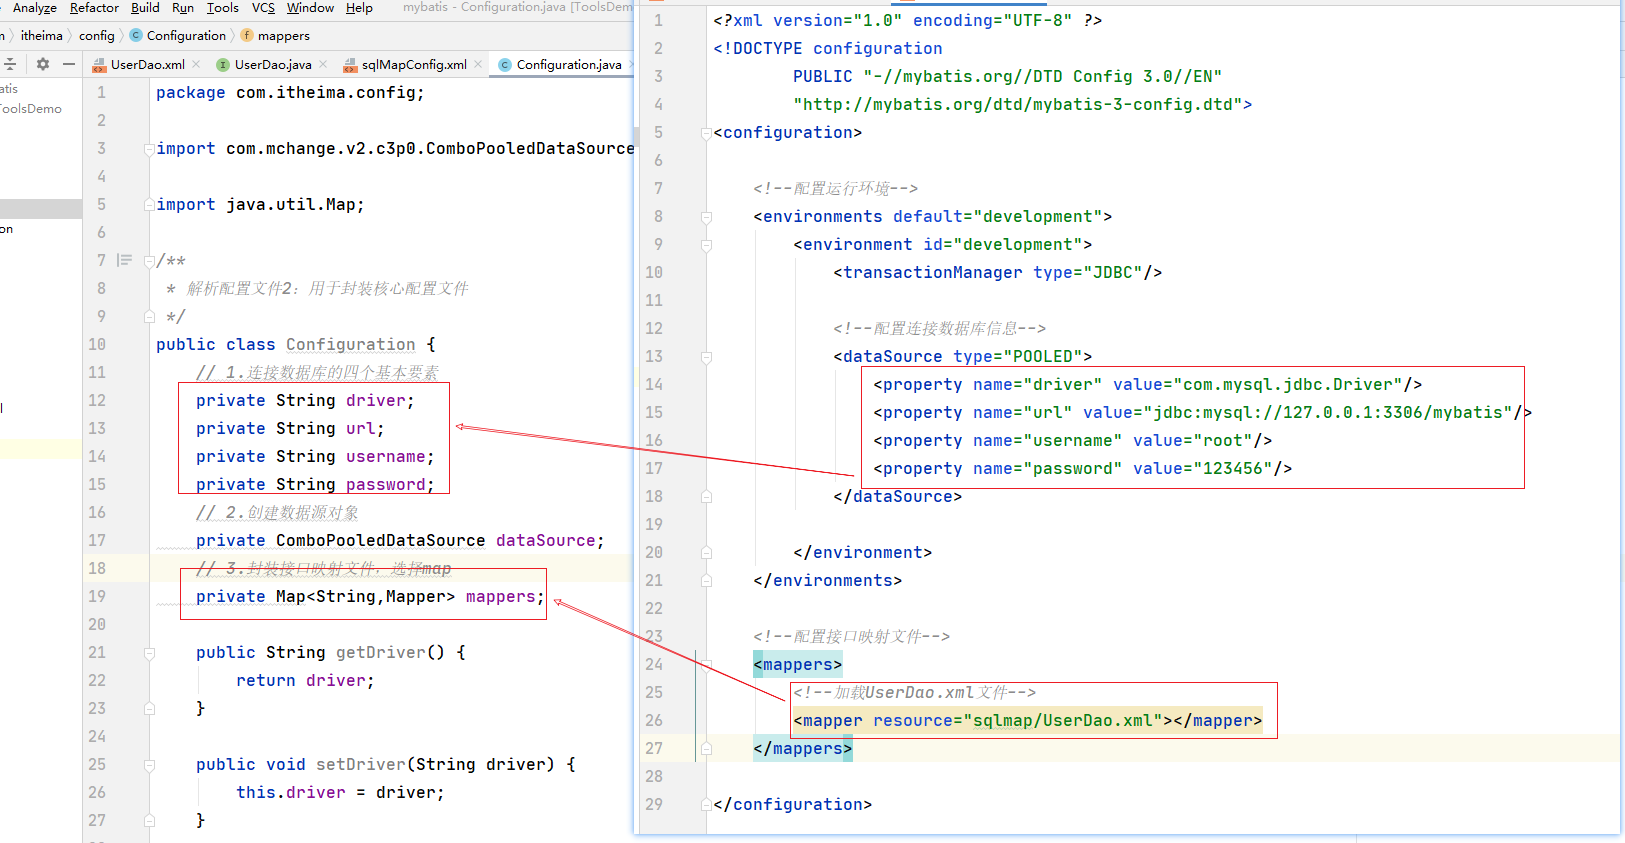 Analyze Refactor Build Run Tools VCS Window Help mybatis - Configuration.java [ToolsDemo
itheima config Configuration mappers
UserDao.xml UserDao.java sqlMapConfig.xml Configuration.java
atis
ToolsDemo
on
1 package com.itheima.config;
2
3 import com.mchange.v2.c3p0.ComboPooledDataSource
4
5 import java.util.Map;
6
7 /**
8 * 解析配置文件2：用于封装核心配置文件
9 */
10 public class Configuration {
11 // 1.连接数据库的四个基本要素
12 private String driver;
13 private String url;
14 private String username;
15 private String password;
16 // 2.创建数据源对象
17 private ComboPooledDataSource dataSource;
18 // 3.封装接口映射文件，选择map
19 private Map<String,Mapper> mappers;
20
21 public String getDriver() {
22 return driver;
23 }
24
25 public void setDriver(String driver) {
26 this.driver = driver;
27 }
1 <?xml version="1.0" encoding="UTF-8" ?>
2 <!DOCTYPE configuration
3 PUBLIC "-//mybatis.org//DTD Config 3.0//EN"
4 "http://mybatis.org/dtd/mybatis-3-config.dtd">
5 <configuration>
6
7 <!--配置运行环境-->
8 <environments default="development">
9 <environment id="development">
10 <transactionManager type="JDBC"/>
11
12 <!--配置连接数据库信息-->
13 <dataSource type="POOLED">
14 <property name="driver" value="com.mysql.jdbc.Driver"/>
15 <property name="url" value="jdbc:mysql://127.0.0.1:3306/mybatis"/>
16 <property name="username" value="root"/>
17 <property name="password" value="123456"/>
18 </dataSource>
19
20 </environment>
21 </environments>
22
23 <!--配置接口映射文件-->
24 <mappers>
25 <!--加载UserDao.xml文件-->
26 <mapper resource="sqlmap/UserDao.xml"></mapper>
27 </mappers>
28
29 </configuration>